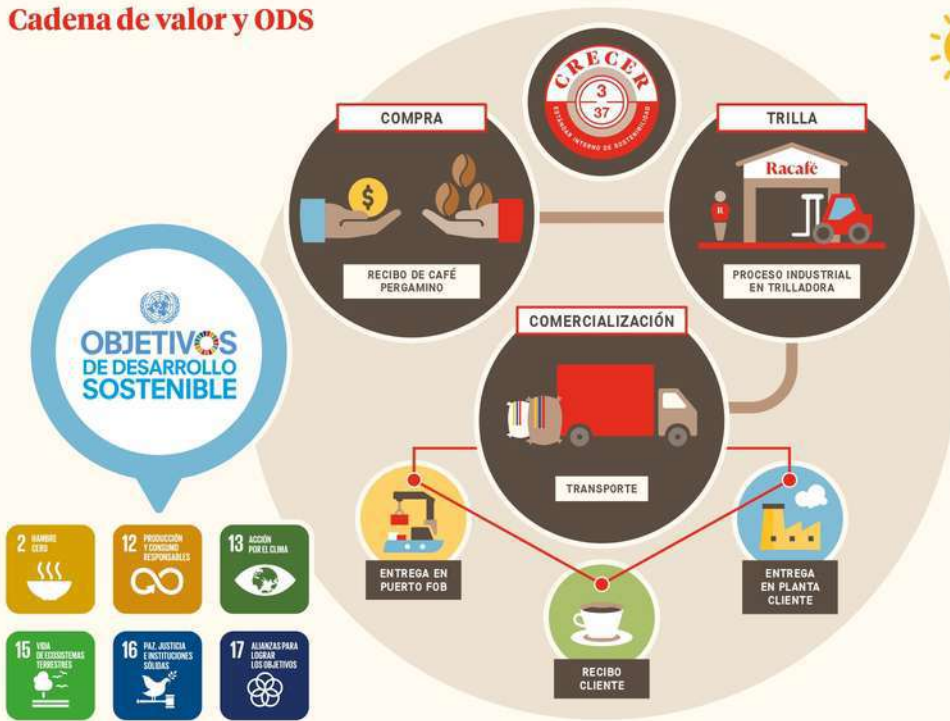 Cadena de valor y ODS
CRECER
3
37
ESTÁNDAR INTERNO DE SOSTENIBILIDAD
COMPRA
$
RECIBO DE CAFÉ
PERGAMINO
TRILLA
Racafé
R
PROCESO INDUSTRIAL
EN TRILLADORA
COMERCIALIZACIÓN
TRANSPORTE
OBJETIVOS
DE DESARROLLO
SOSTENIBLE
ENTREGA EN
PUERTO FOB
ENTREGA
EN PLANTA
CLIENTE
RECIBO
CLIENTE
2 HAMBRE
CERO
12 PRODUCCIÓN
Y CONSUMO
RESPONSABLES
13 ACCIÓN
POR EL CLIMA
15 VIDA
DE ECOSISTEMAS
TERRESTRES
16 PAZ, JUSTICIA
E INSTITUCIONES
SÓLIDAS
17 ALIANZAS PARA
LOGRAR
LOS OBJETIVOS